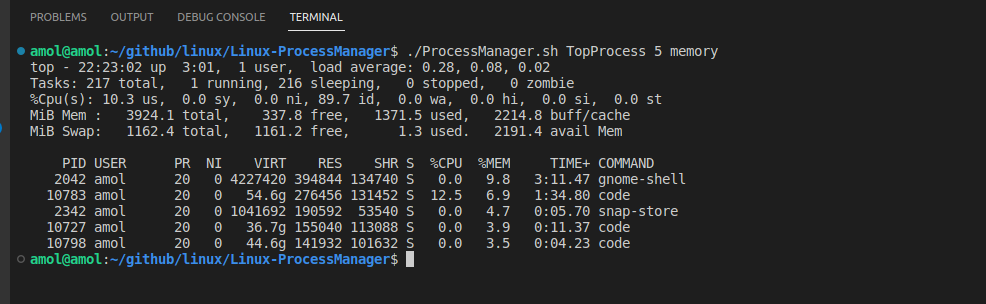 PROBLEMS OUTPUT DEBUG CONSOLE TERMINAL
amol@amol:~/github/linux/Linux-ProcessManager$ ./ProcessManager.sh TopProcess 5 memory
top - 22:23:02 up  3:01,  1 user,  load average: 0.28, 0.08, 0.02
Tasks: 217 total,   1 running, 216 sleeping,   0 stopped,   0 zombie
%Cpu(s): 10.3 us,  0.0 sy,  0.0 ni, 89.7 id,  0.0 wa,  0.0 hi,  0.0 si,  0.0 st
MiB Mem :   3924.1 total,    337.8 free,   1371.5 used,   2214.8 buff/cache
MiB Swap:   1162.4 total,   1161.2 free,      1.3 used.   2191.4 avail Mem
PID USER      PR  NI    VIRT    RES    SHR S  %CPU  %MEM     TIME+ COMMAND
2042 amol      20   0 4227420 394844 134740 S   0.0   9.8   3:11.47 gnome-shell
10783 amol      20   0   54.6g 276456 131452 S  12.5   6.9   1:34.80 code
2342 amol      20   0 1041692 190592  53540 S   0.0   4.7   0:05.70 snap-store
10727 amol      20   0   36.7g 155040 113088 S   0.0   3.9   0:11.37 code
10798 amol      20   0   44.6g 141932 101632 S   0.0   3.5   0:04.23 code
amol@amol:~/github/linux/Linux-ProcessManager$